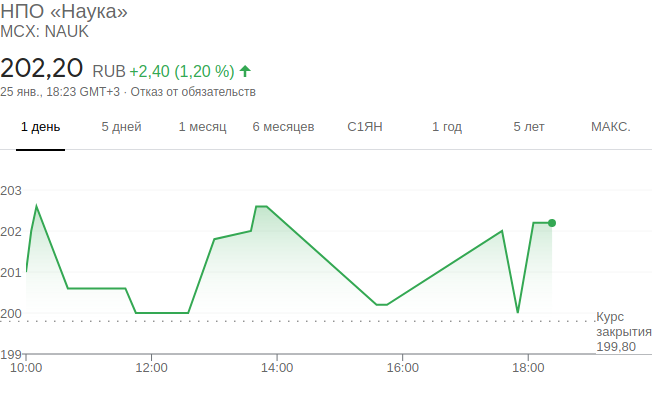 НПО «Наука»
MCX: NAUK
202,20 RUB +2,40 (1,20 %) ↑
25 янв., 18:23 GMT+3 · Отказ от обязательств
1 день 5 дней 1 месяц 6 месяцев С1ЯН 1 год 5 лет МАКС.
203
202
201
200
Курс
закрытия
199,80
199
10:00 12:00 14:00 16:00 18:00